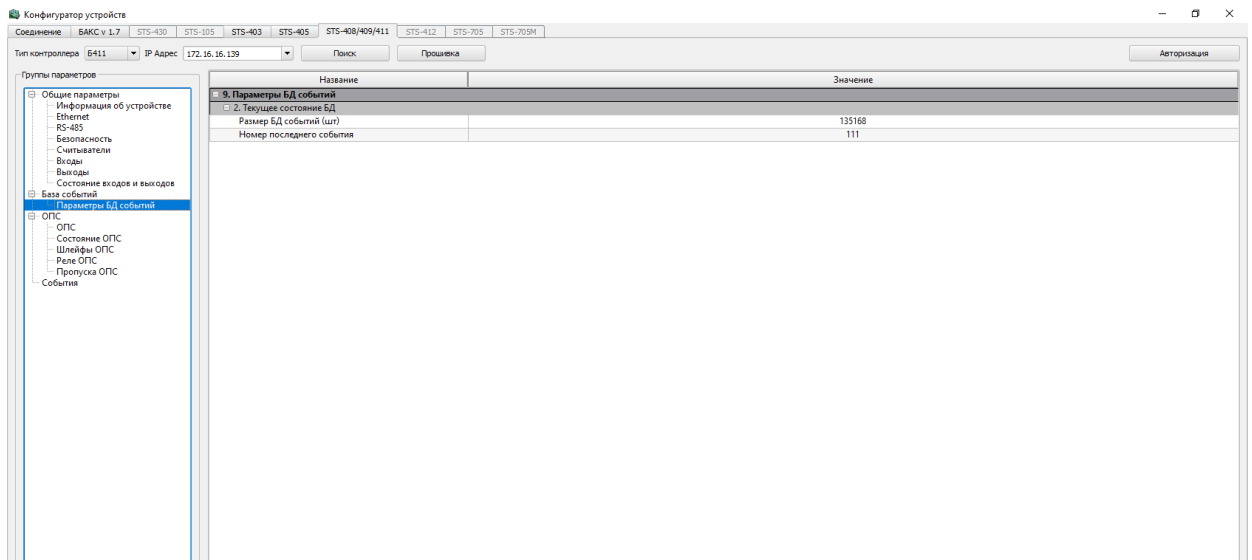 Конфигуратор устройств
Соединение БАКС v 1.7 STS-430 STS-105 STS-403 STS-405 STS-408/409/411 STS-412 STS-705 STS-705M
Тип контроллера Б411 IP Адрес 172.16.16.139 Поиск Прошивка Авторизация
Группы параметров
Название Значение
Общие параметры
Информация об устройстве
Ethernet
RS-485
Безопасность
Считыватели
Входы
Выходы
Состояние входов и выходов
База событий
Параметры БД событий
ОПС
ОПС
Состояние ОПС
Шлейфы ОПС
Реле ОПС
Пропуска ОПС
События
9. Параметры БД событий
2. Текущее состояние БД
Размер БД событий (шт) 135168
Номер последнего события 111